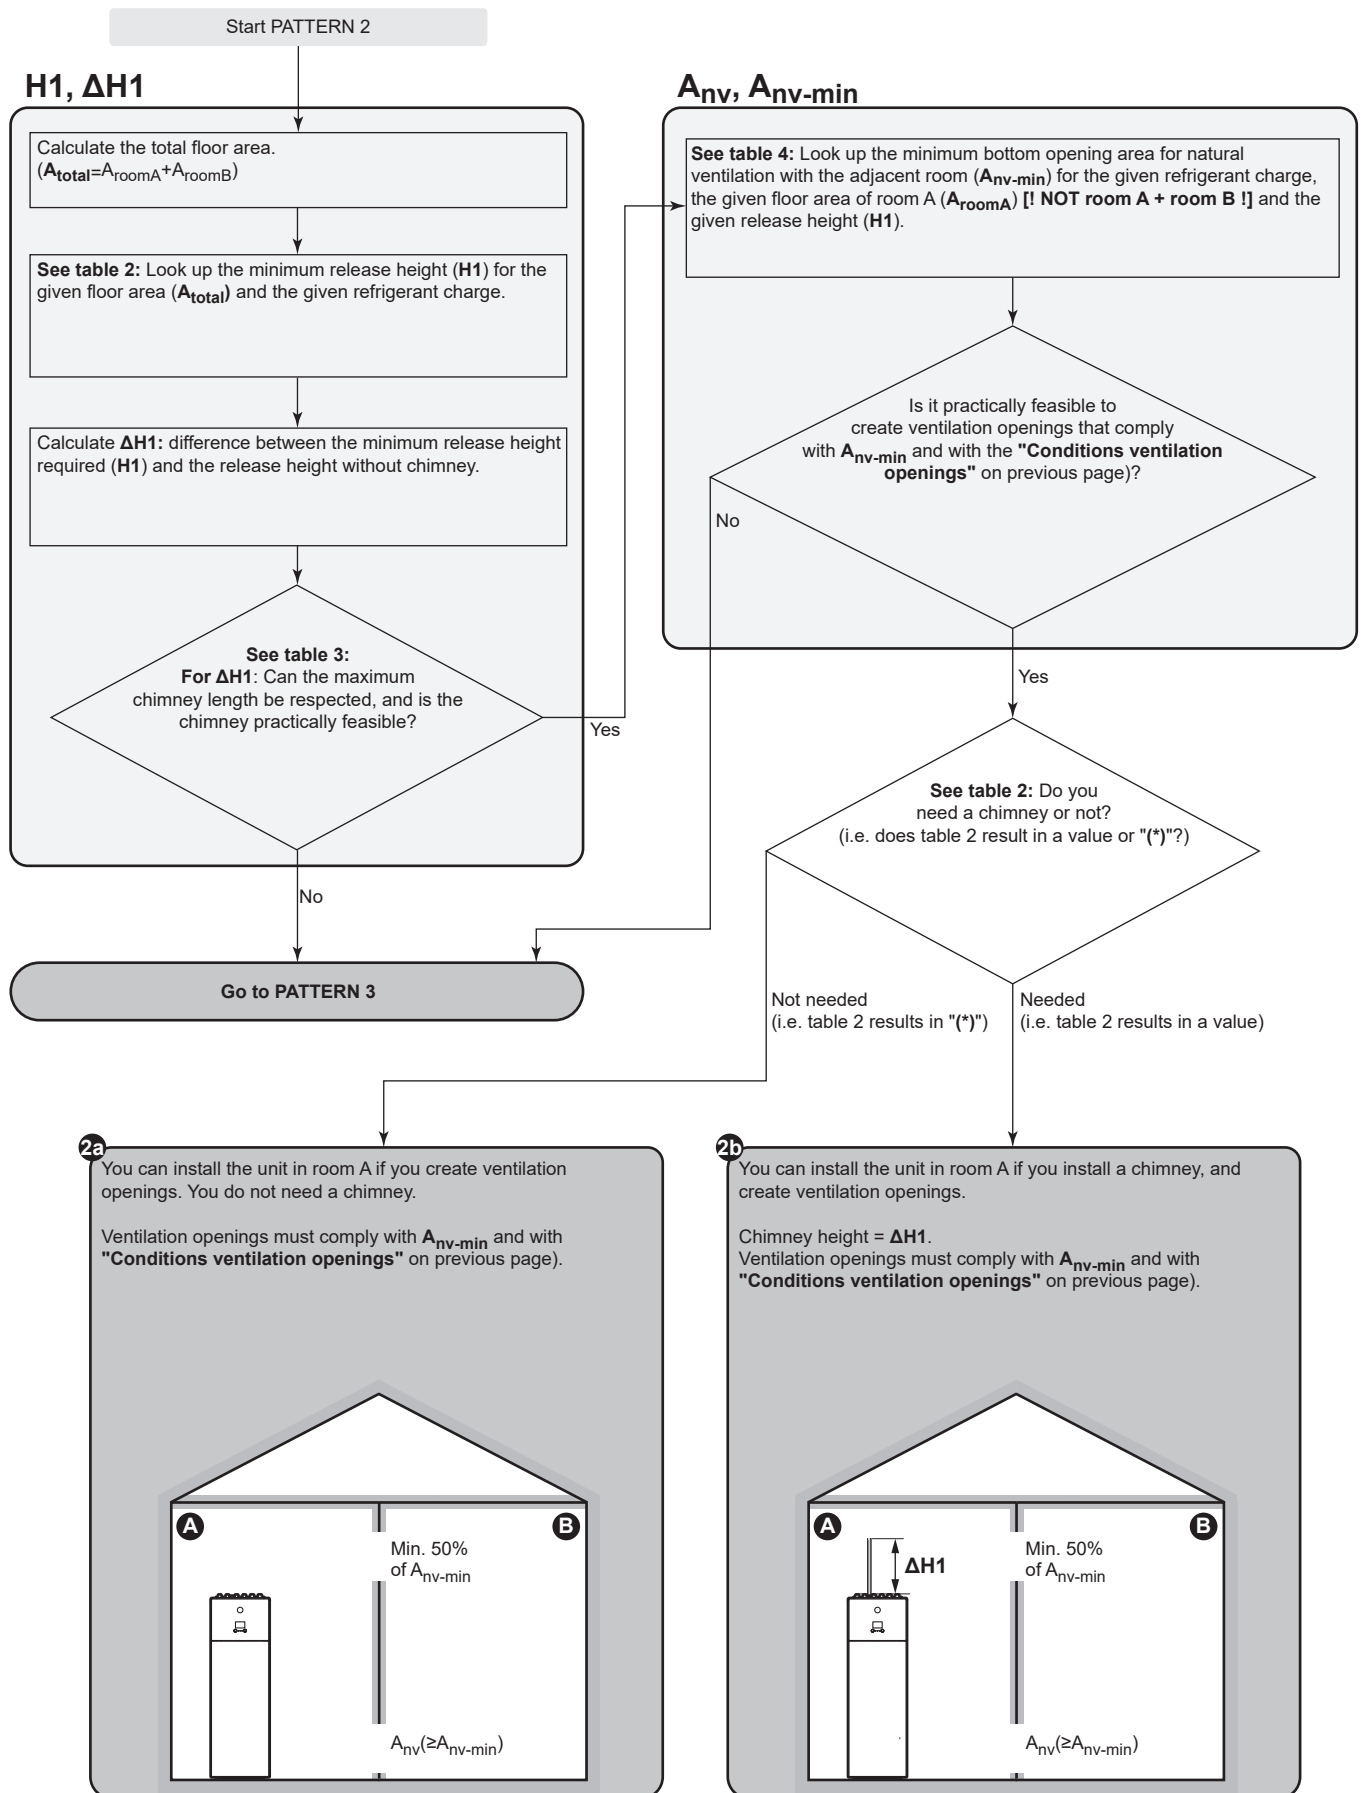 Start PATTERN 2
H1, ΔH1
Calculate the total floor area.
(Atotal=AroomA+AroomB)
See table 2: Look up the minimum release height (H1) for the
given floor area (Atotal) and the given refrigerant charge.
Calculate ΔH1: difference between the minimum release height
required (H1) and the release height without chimney.
See table 3:
For ΔH1: Can the maximum
chimney length be respected, and is the
chimney practically feasible?
Yes
No
Go to PATTERN 3
Anv, Anv-min
See table 4: Look up the minimum bottom opening area for natural
ventilation with the adjacent room (Anv-min) for the given refrigerant charge,
the given floor area of room A (AroomA) [! NOT room A + room B !] and the
given release height (H1).
Is it practically feasible to
create ventilation openings that comply
with Anv-min and with the "Conditions ventilation
openings" on previous page)?
No
Yes
See table 2: Do you
need a chimney or not?
(i.e. does table 2 result in a value or "(*)"?)
Not needed
(i.e. table 2 results in "(*)")
Needed
(i.e. table 2 results in a value)
2a
You can install the unit in room A if you create ventilation
openings. You do not need a chimney.
Ventilation openings must comply with Anv-min and with
"Conditions ventilation openings" on previous page).
A
B
Min. 50%
of Anv-min
Anv(≥Anv-min)
2b
You can install the unit in room A if you install a chimney, and
create ventilation openings.
Chimney height = ΔH1.
Ventilation openings must comply with Anv-min and with
"Conditions ventilation openings" on previous page).
A
B
ΔH1
Min. 50%
of Anv-min
Anv(≥Anv-min)